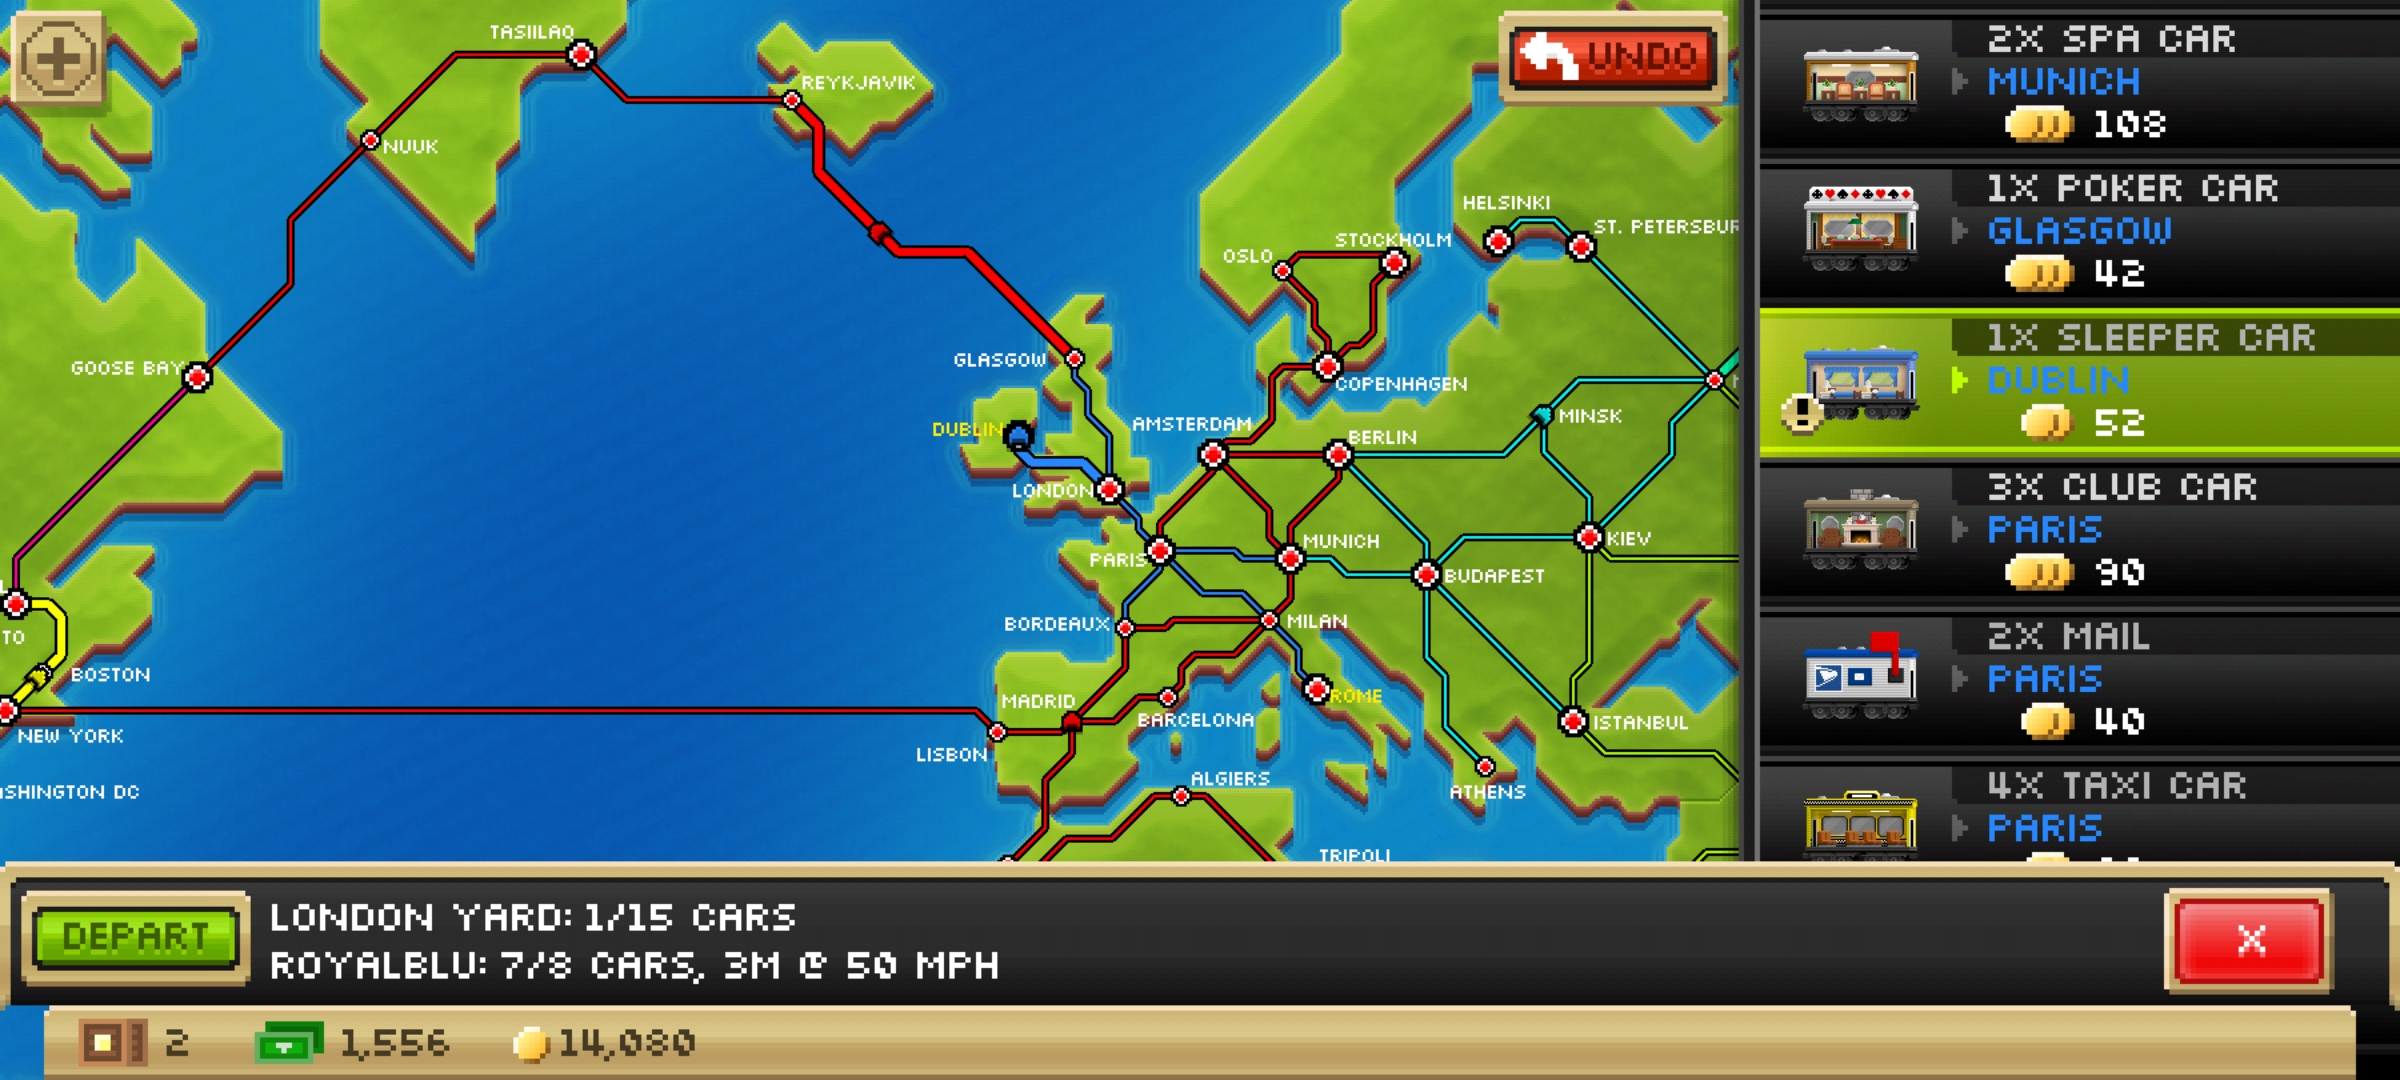 TASIILAQ
REYKJAVIK
NUUK
GOOSE BAY
TO
BOSTON
NEW YORK
SHINGTON DC
GLASGOW
DUBLIN
LONDON
AMSTERDAM
BERLIN
PARIS
MUNICH
BORDEAUX
MILAN
MADRID
BARCELONA
ROME
LISBON
ALGIERS
TRIPOLI
OSLO
STOCKHOLM
COPENHAGEN
HELSINKI
ST. PETERSBUR
MINSK
KIEV
BUDAPEST
ISTANBUL
ATHENS
UNDO
2X SPA CAR
MUNICH
108
1X POKER CAR
GLASGOW
42
1X SLEEPER CAR
DUBLIN
52
3X CLUB CAR
PARIS
90
2X MAIL
PARIS
40
4X TAXI CAR
PARIS
DEPART
LONDON YARD: 1/15 CARS
ROYALBLU: 7/8 CARS, 3M @ 50 MPH
X
2
1,556
14,080